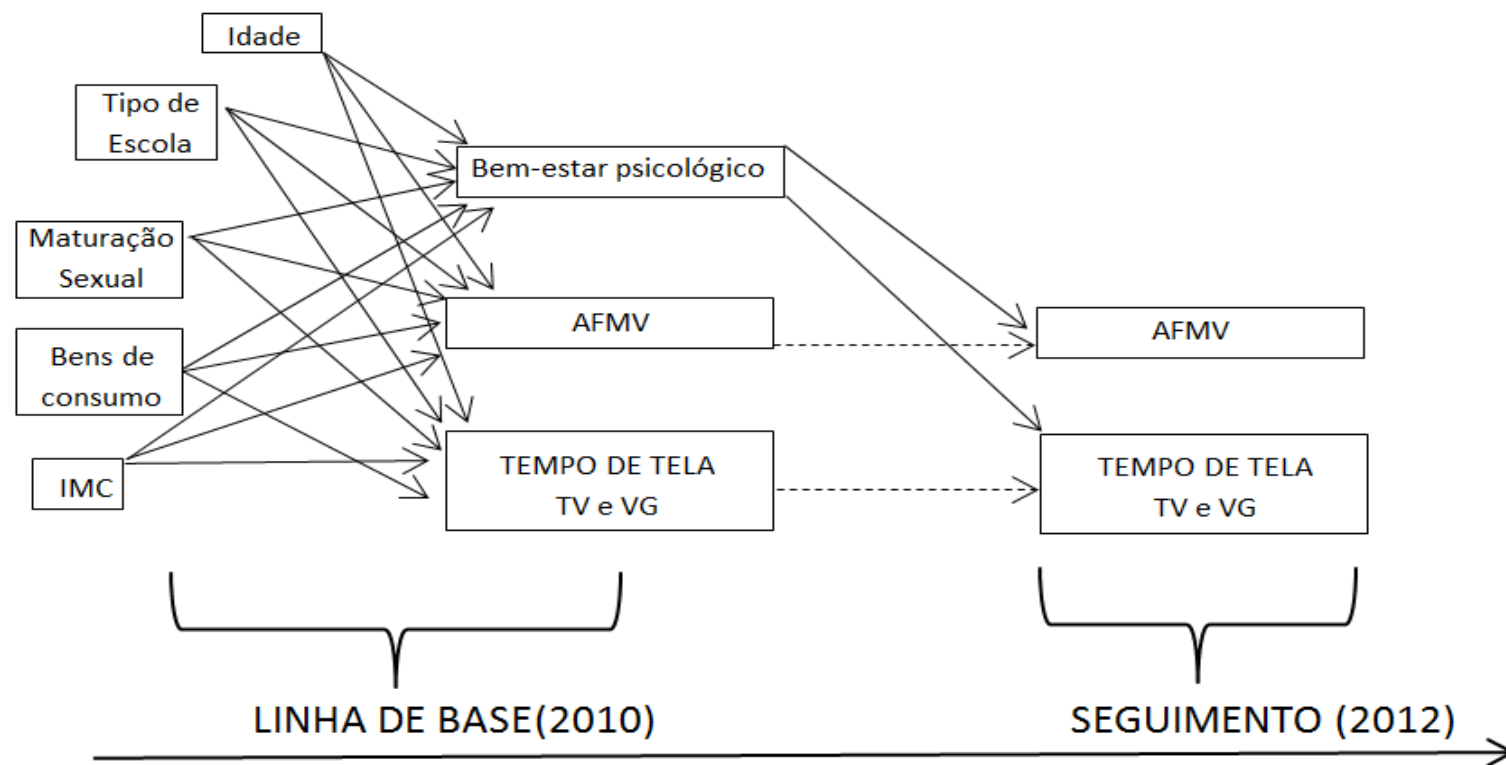 Idade
Tipo de
Escola
Bem-estar psicológico
Maturação
Sexual
AFMV
AFMV
Bens de
consumo
TEMPO DE TELA
TV e VG
TEMPO DE TELA
TV e VG
IMC
LINHA DE BASE(2010)
SEGUIMENTO (2012)